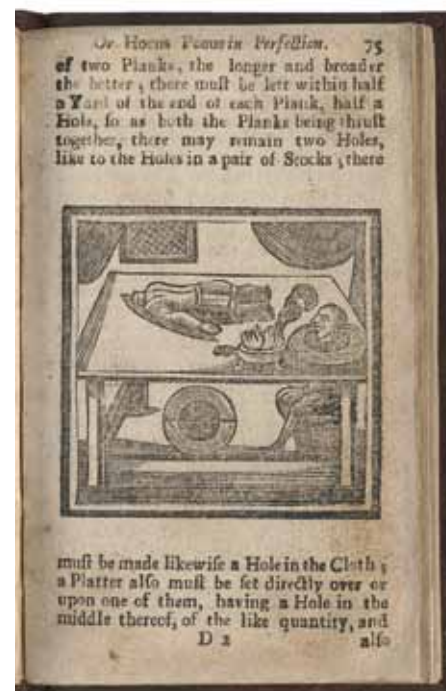 Or Hocus Pocus in Perfection. 75
of two Planks, the longer and broader
the better; there muſt be left within half
a Yard of the end of each Plank, half a
Hole, ſo as both the Planks being thruſt
together, there may remain two Holes,
like to the Holes in a pair of Stocks; there
muſt be made likewiſe a Hole in the Cloth;
a Platter alſo muſt be ſet directly over or
upon one of them, having a Hole in the
middle thereof, of the like quantity, and
D 2 alſo